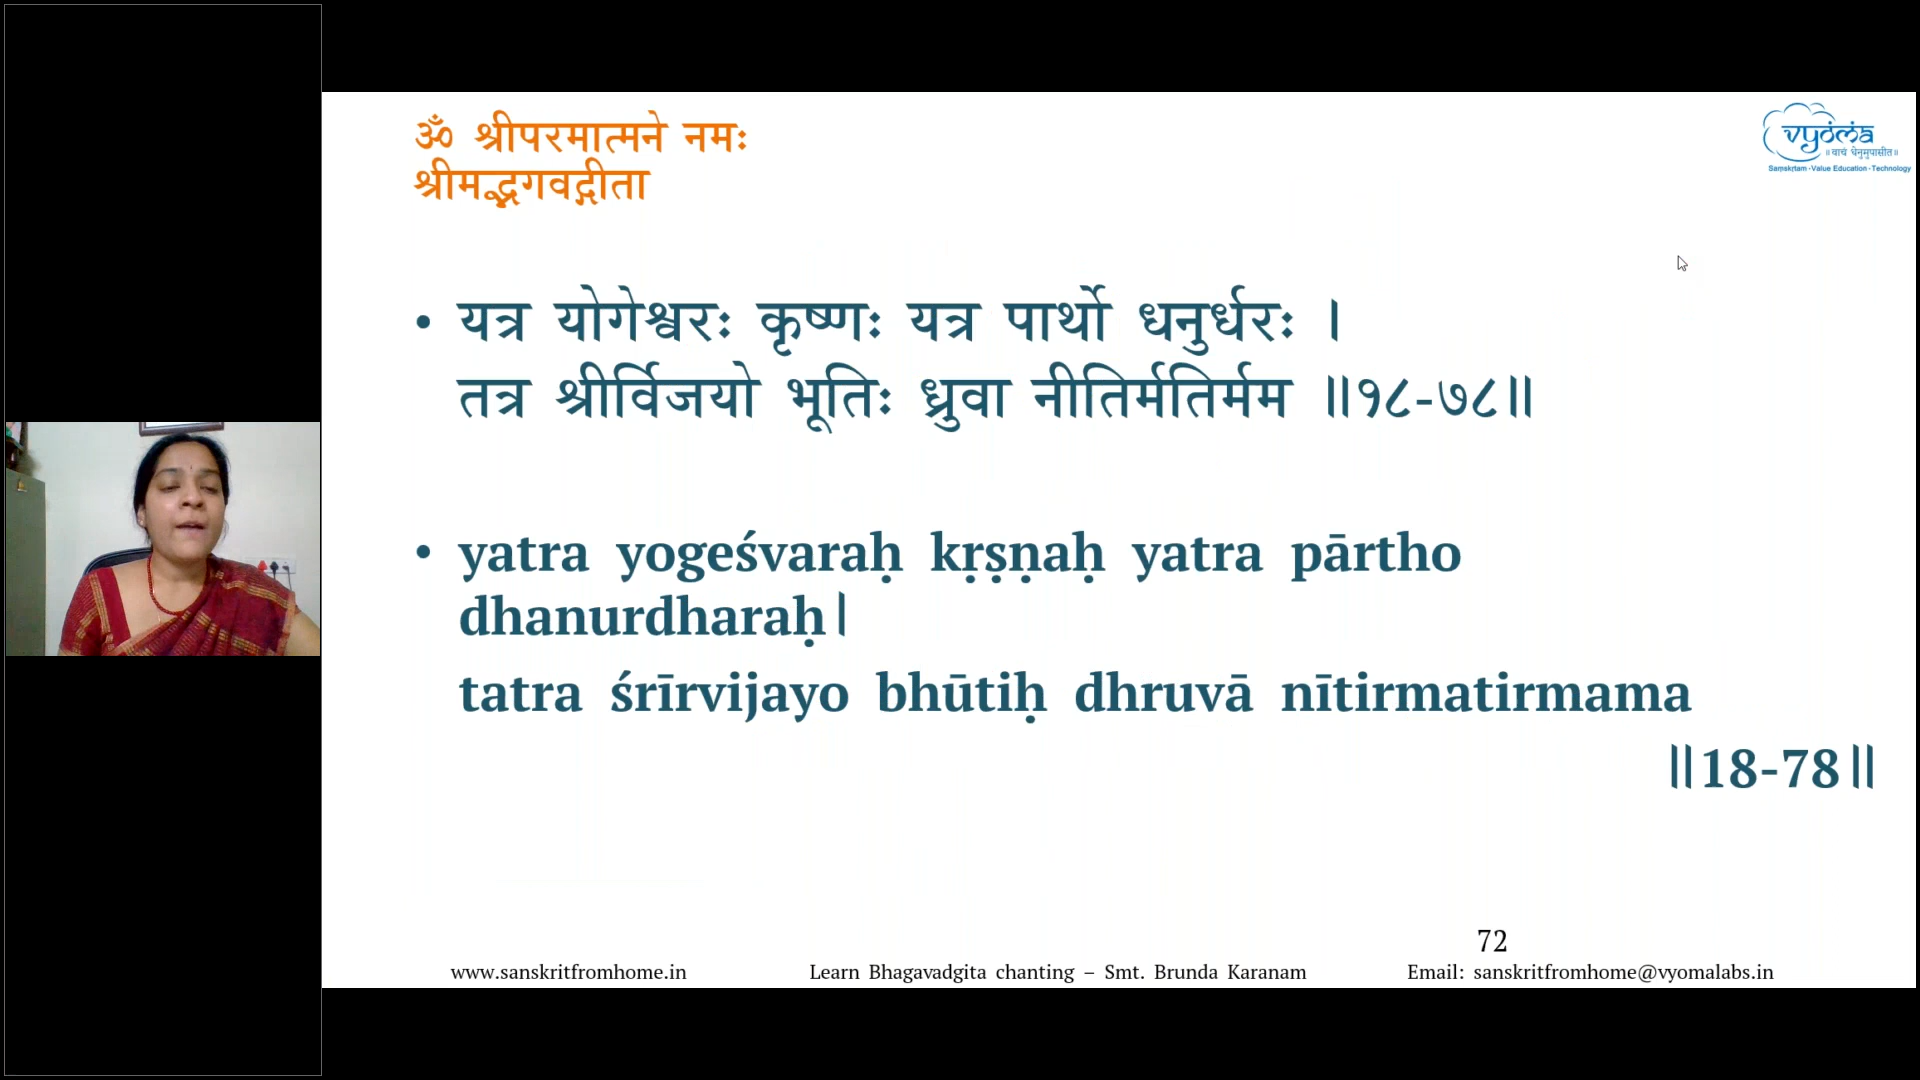 ॐ श्रीपरमात्मने नमः
श्रीमद्भगवद्गीता
vyoma
॥ वाचं धेनुमुपासीत॥
Saṃskṛtam - Value Education - Technology
• यत्र योगेश्वरः कृष्णः यत्र पार्थो धनुर्धरः ।
तत्र श्रीर्विजयो भूतिः ध्रुवा नीतिर्मतिर्मम ॥१८-७८॥
• yatra yogeśvaraḥ kṛṣṇaḥ yatra pārtho
dhanurdharaḥ|
tatra śrīrvijayo bhūtiḥ dhruvā nītirmatirmama
||18-78||
72
www.sanskritfromhome.in Learn Bhagavadgita chanting – Smt. Brunda Karanam Email: sanskritfromhome@vyomalabs.in